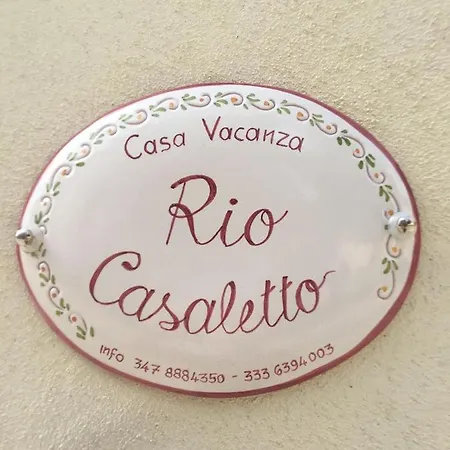 Casa Vacanza
Rio
Casaletto
info 347 8884350 - 333 6394003